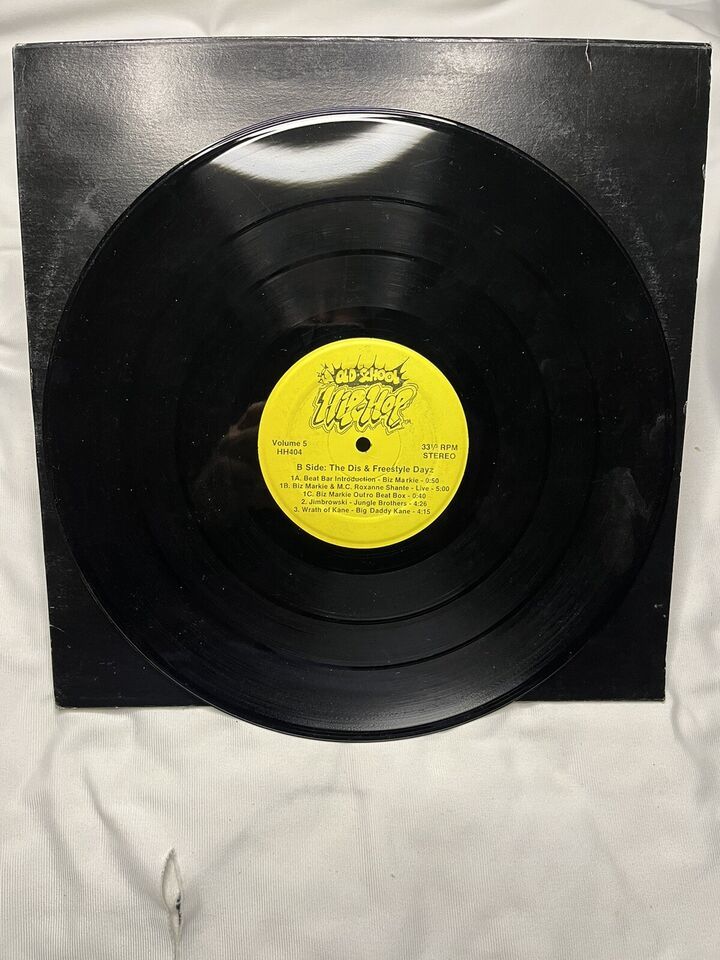 OLD SCHOOL
HIP-HOP
Volume 5
HH404
33⅓ RPM
STEREO
B Side: The Dis & Freestyle Dayz
1A. Beat Bar Introduction - Biz Markie - 0:50
1B. Biz Markie & M.C. Roxanne Shante - Live - 5:00
1C. Biz Markie Outro Beat Box - 0:40
2. Jimbrowski - Jungle Brothers - 4:26
3. Wrath of Kane - Big Daddy Kane - 4:15